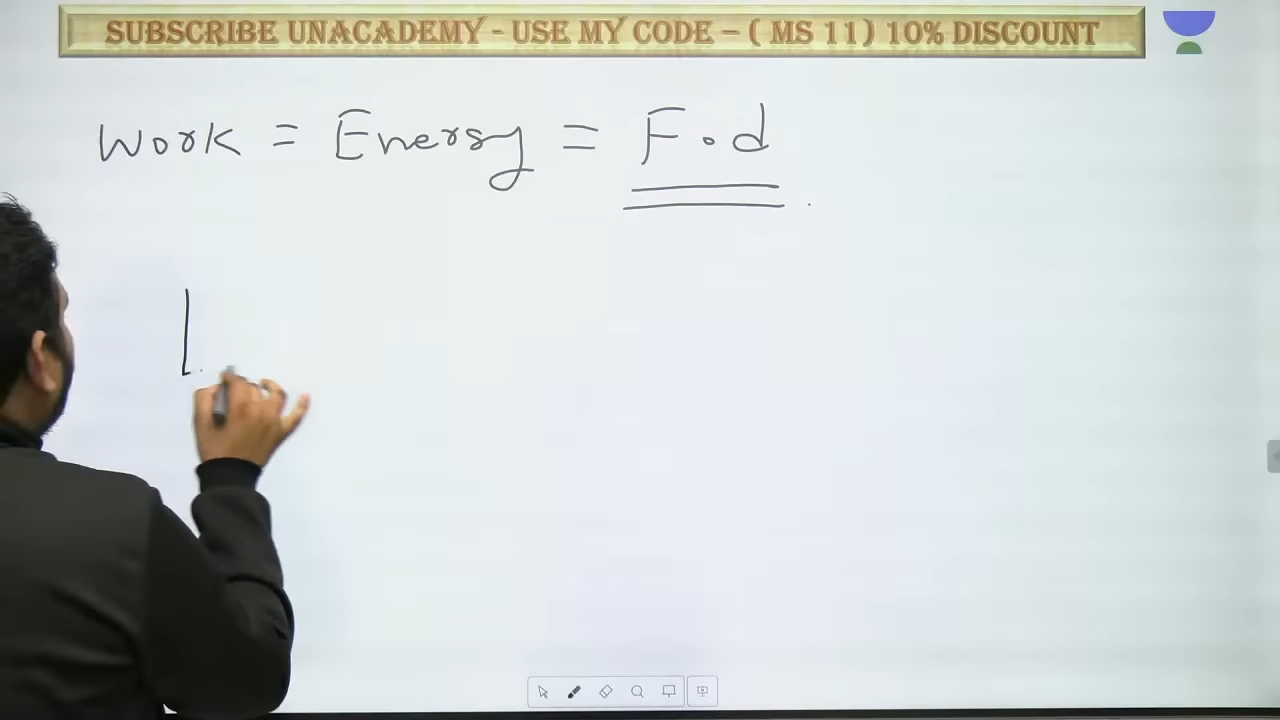 SUBSCRIBE UNACADEMY - USE MY CODE – ( MS 11) 10% DISCOUNT
Work = Energy = F . d